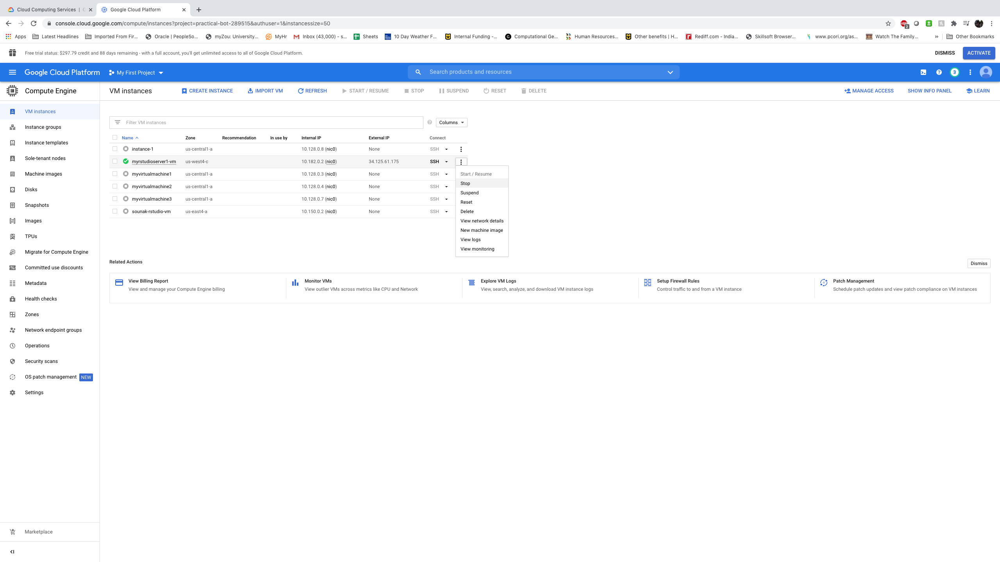 Cloud Computing Services | G
Google Cloud Platform
console.cloud.google.com/compute/instances?project=practical-bot-289515&authuser=1&instancessize=50
ABP 2
Apps Latest Headlines Imported From Fir... Oracle | PeopleSo... myZou: University... MyHr Inbox (43,000) - s... Sheets 10 Day Weather F... Internal Funding -... Computational Ge... Human Resources... Other benefits | H... Rediff.com - India... Skillsoft Browser... www.pcori.org/as... Watch The Family... » Other Bookmarks
Free trial status: $297.79 credit and 88 days remaining - with a full account, you'll get unlimited access to all of Google Cloud Platform. DISMISS ACTIVATE
Google Cloud Platform My First Project Search products and resources 3
Compute Engine VM instances CREATE INSTANCE IMPORT VM REFRESH START / RESUME STOP SUSPEND RESET DELETE MANAGE ACCESS SHOW INFO PANEL LEARN
VM instances
Instance groups
Instance templates
Sole-tenant nodes
Machine images
Disks
Snapshots
Images
TPUs
Migrate for Compute Engine
Committed use discounts
Metadata
Health checks
Zones
Network endpoint groups
Operations
Security scans
OS patch management NEW
Settings
Marketplace
Filter VM instances Columns
Name Zone Recommendation In use by Internal IP External IP Connect
instance-1 us-central1-a 10.128.0.8 (nic0) None SSH
myrstudioserver1-vm us-west4-c 10.182.0.2 (nic0) 34.125.61.175 SSH
myvirtualmachine1 us-central1-a 10.128.0.3 (nic0) None SSH
myvirtualmachine2 us-central1-a 10.128.0.4 (nic0) None SSH
myvirtualmachine3 us-central1-a 10.128.0.7 (nic0) None SSH
sounak-rstudio-vm us-east4-a 10.150.0.2 (nic0) None SSH
Start / Resume
Stop
Suspend
Reset
Delete
View network details
New machine image
View logs
View monitoring
Related Actions Dismiss
View Billing Report
View and manage your Compute Engine billing
Monitor VMs
View outlier VMs across metrics like CPU and Network
Explore VM Logs
View, search, analyze, and download VM instance logs
Setup Firewall Rules
Control traffic to and from a VM instance
Patch Management
Schedule patch updates and view patch compliance on VM instances